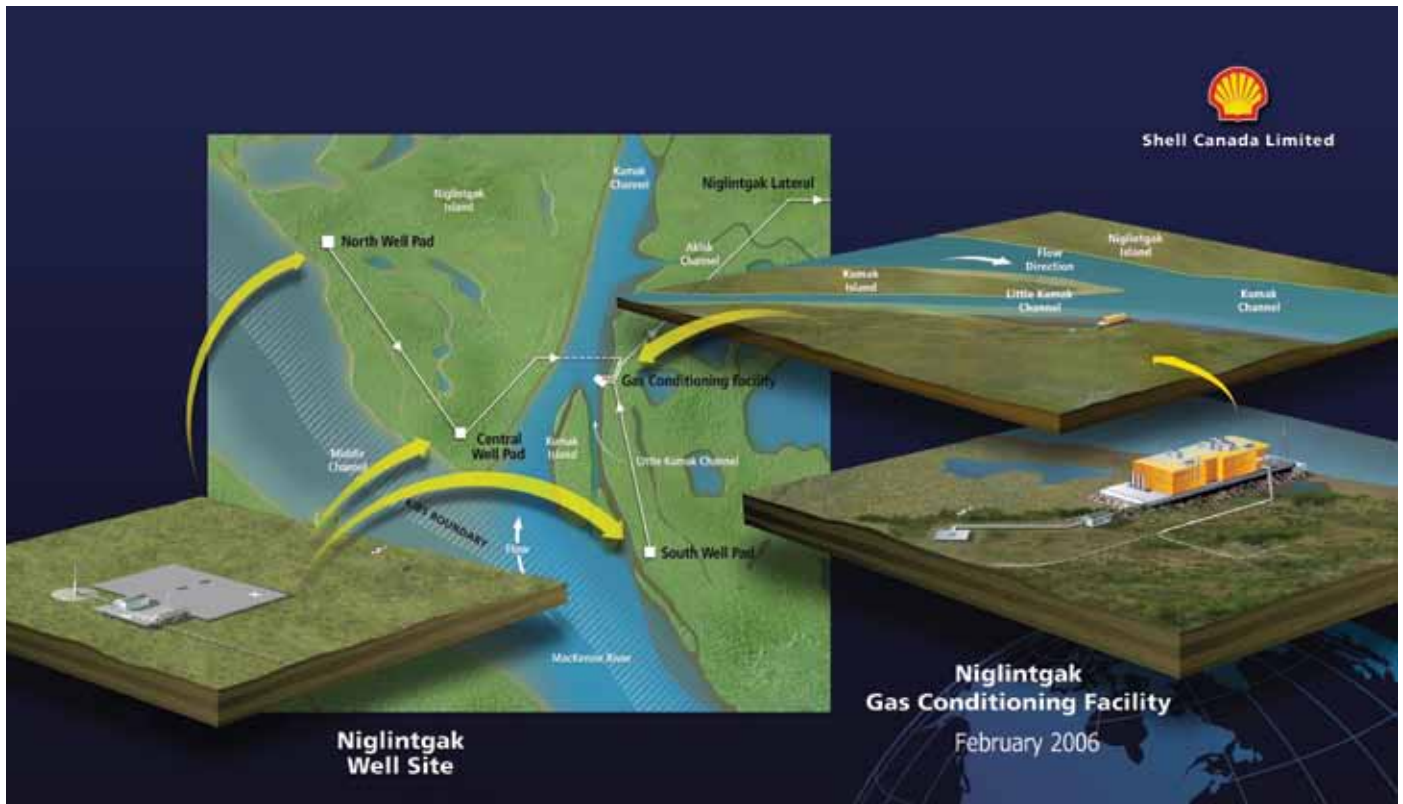 Shell Canada Limited
Kumak
Channel
Niglintgak Lateral
Niglintgak
Island
North Well Pad
Aklak
Channel
Niglintgak
Island
Flow
Direction
Kumak
Island
Little Kumak
Channel
Kumak
Channel
Gas Conditioning Facility
Central
Well Pad
Kumak
Island
Middle
Channel
Little Kumak Channel
KIBS BOUNDARY
Flow
South Well Pad
MacKenzie River
Niglintgak
Gas Conditioning Facility
February 2006
Niglintgak
Well Site